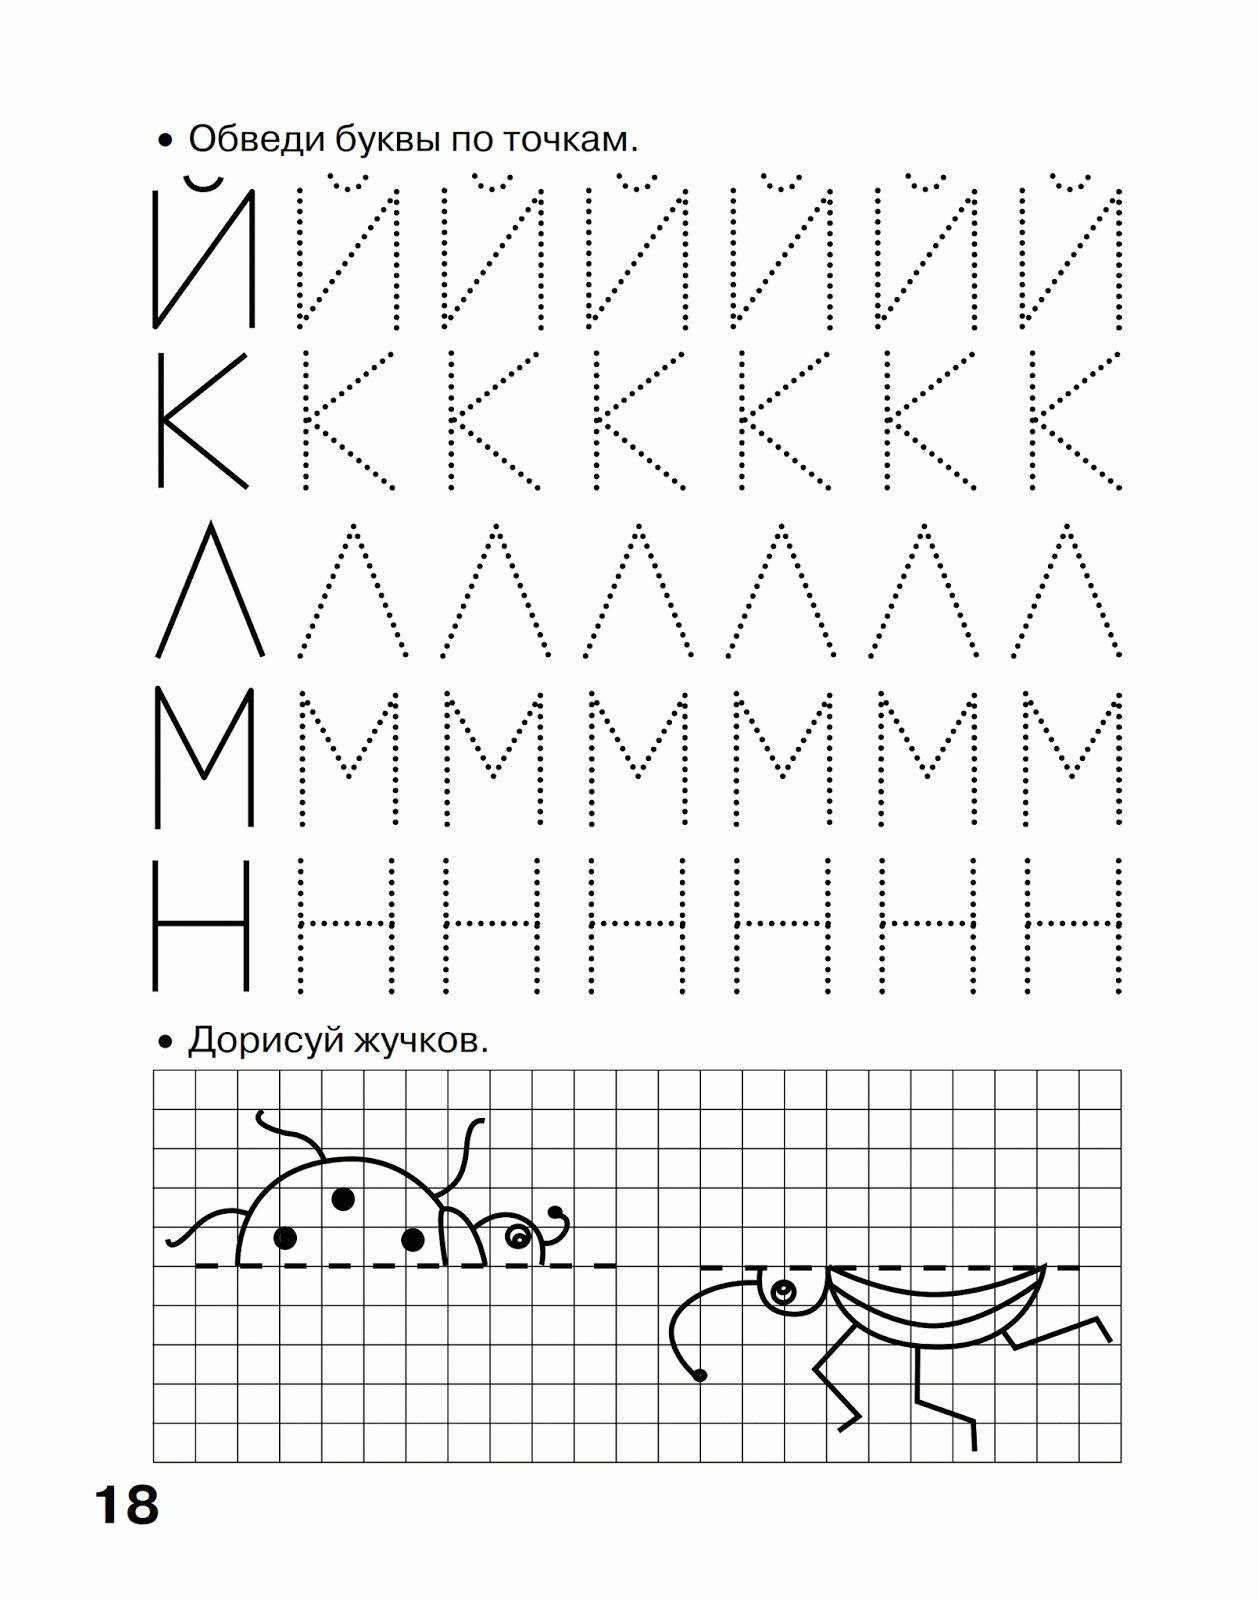 • Обведи буквы по точкам.
Й Й Й Й Й Й Й
К К К К К К К
Л Л Л Л Л Л Л
М М М М М М М
Н Н Н Н Н Н Н
• Дорисуй жучков.
18